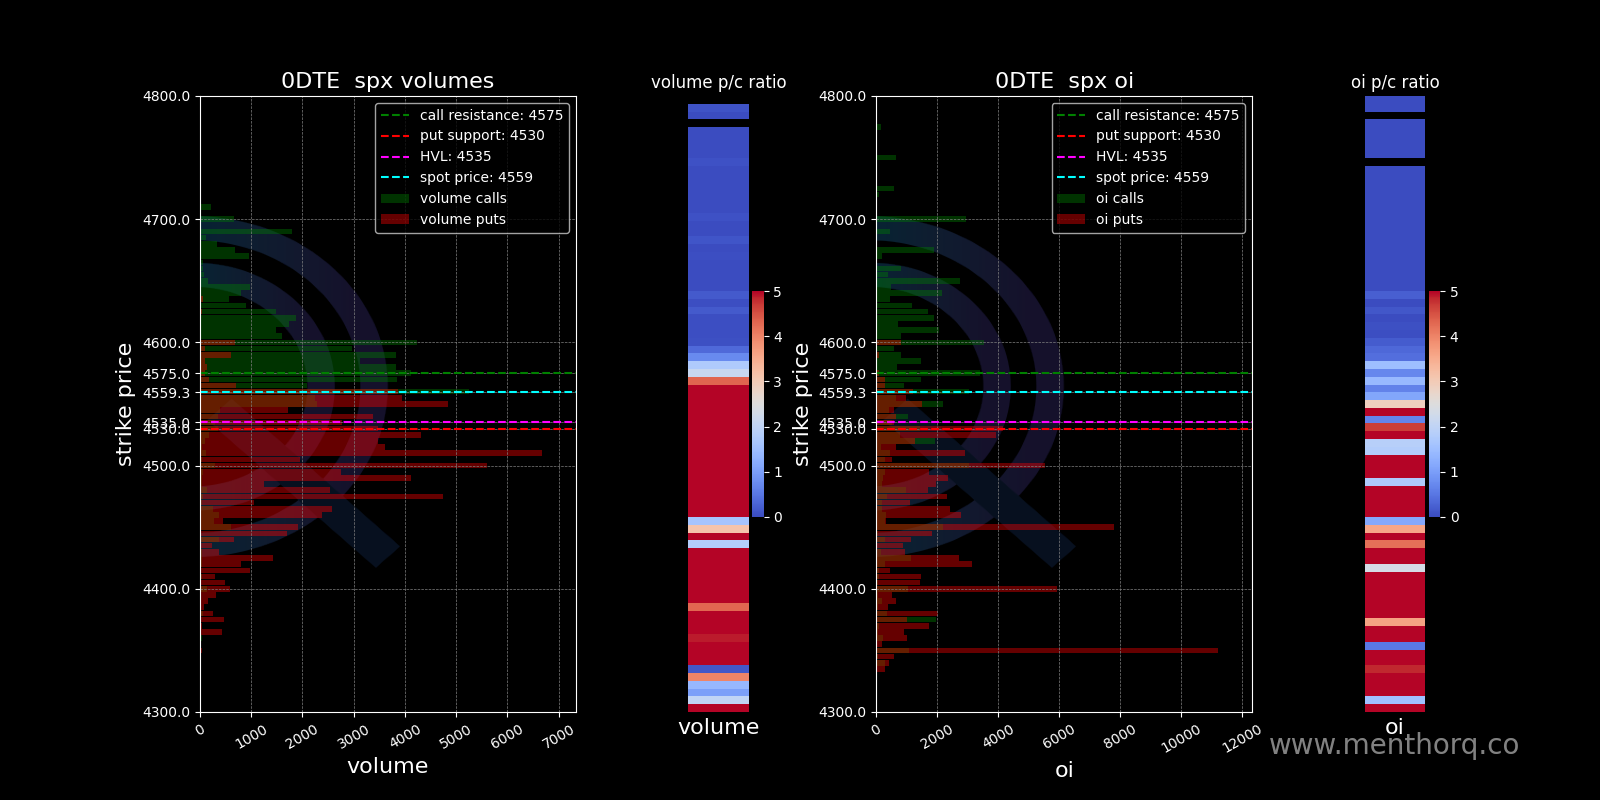 0DTE  spx volumes
4800.0
4700.0
4600.0
4575.0
4559.3
4535.0
4530.0
4500.0
4400.0
4300.0
strike price
call resistance: 4575
put support: 4530
HVL: 4535
spot price: 4559
volume calls
volume puts
0 1000 2000 3000 4000 5000 6000 7000
volume
volume p/c ratio
5
4
3
2
1
0
volume
0DTE  spx oi
4800.0
4700.0
4600.0
4575.0
4559.3
4535.0
4530.0
4500.0
4400.0
4300.0
strike price
call resistance: 4575
put support: 4530
HVL: 4535
spot price: 4559
oi calls
oi puts
0 2000 4000 6000 8000 10000 12000
oi
oi p/c ratio
5
4
3
2
1
0
oi
www.menthorq.co